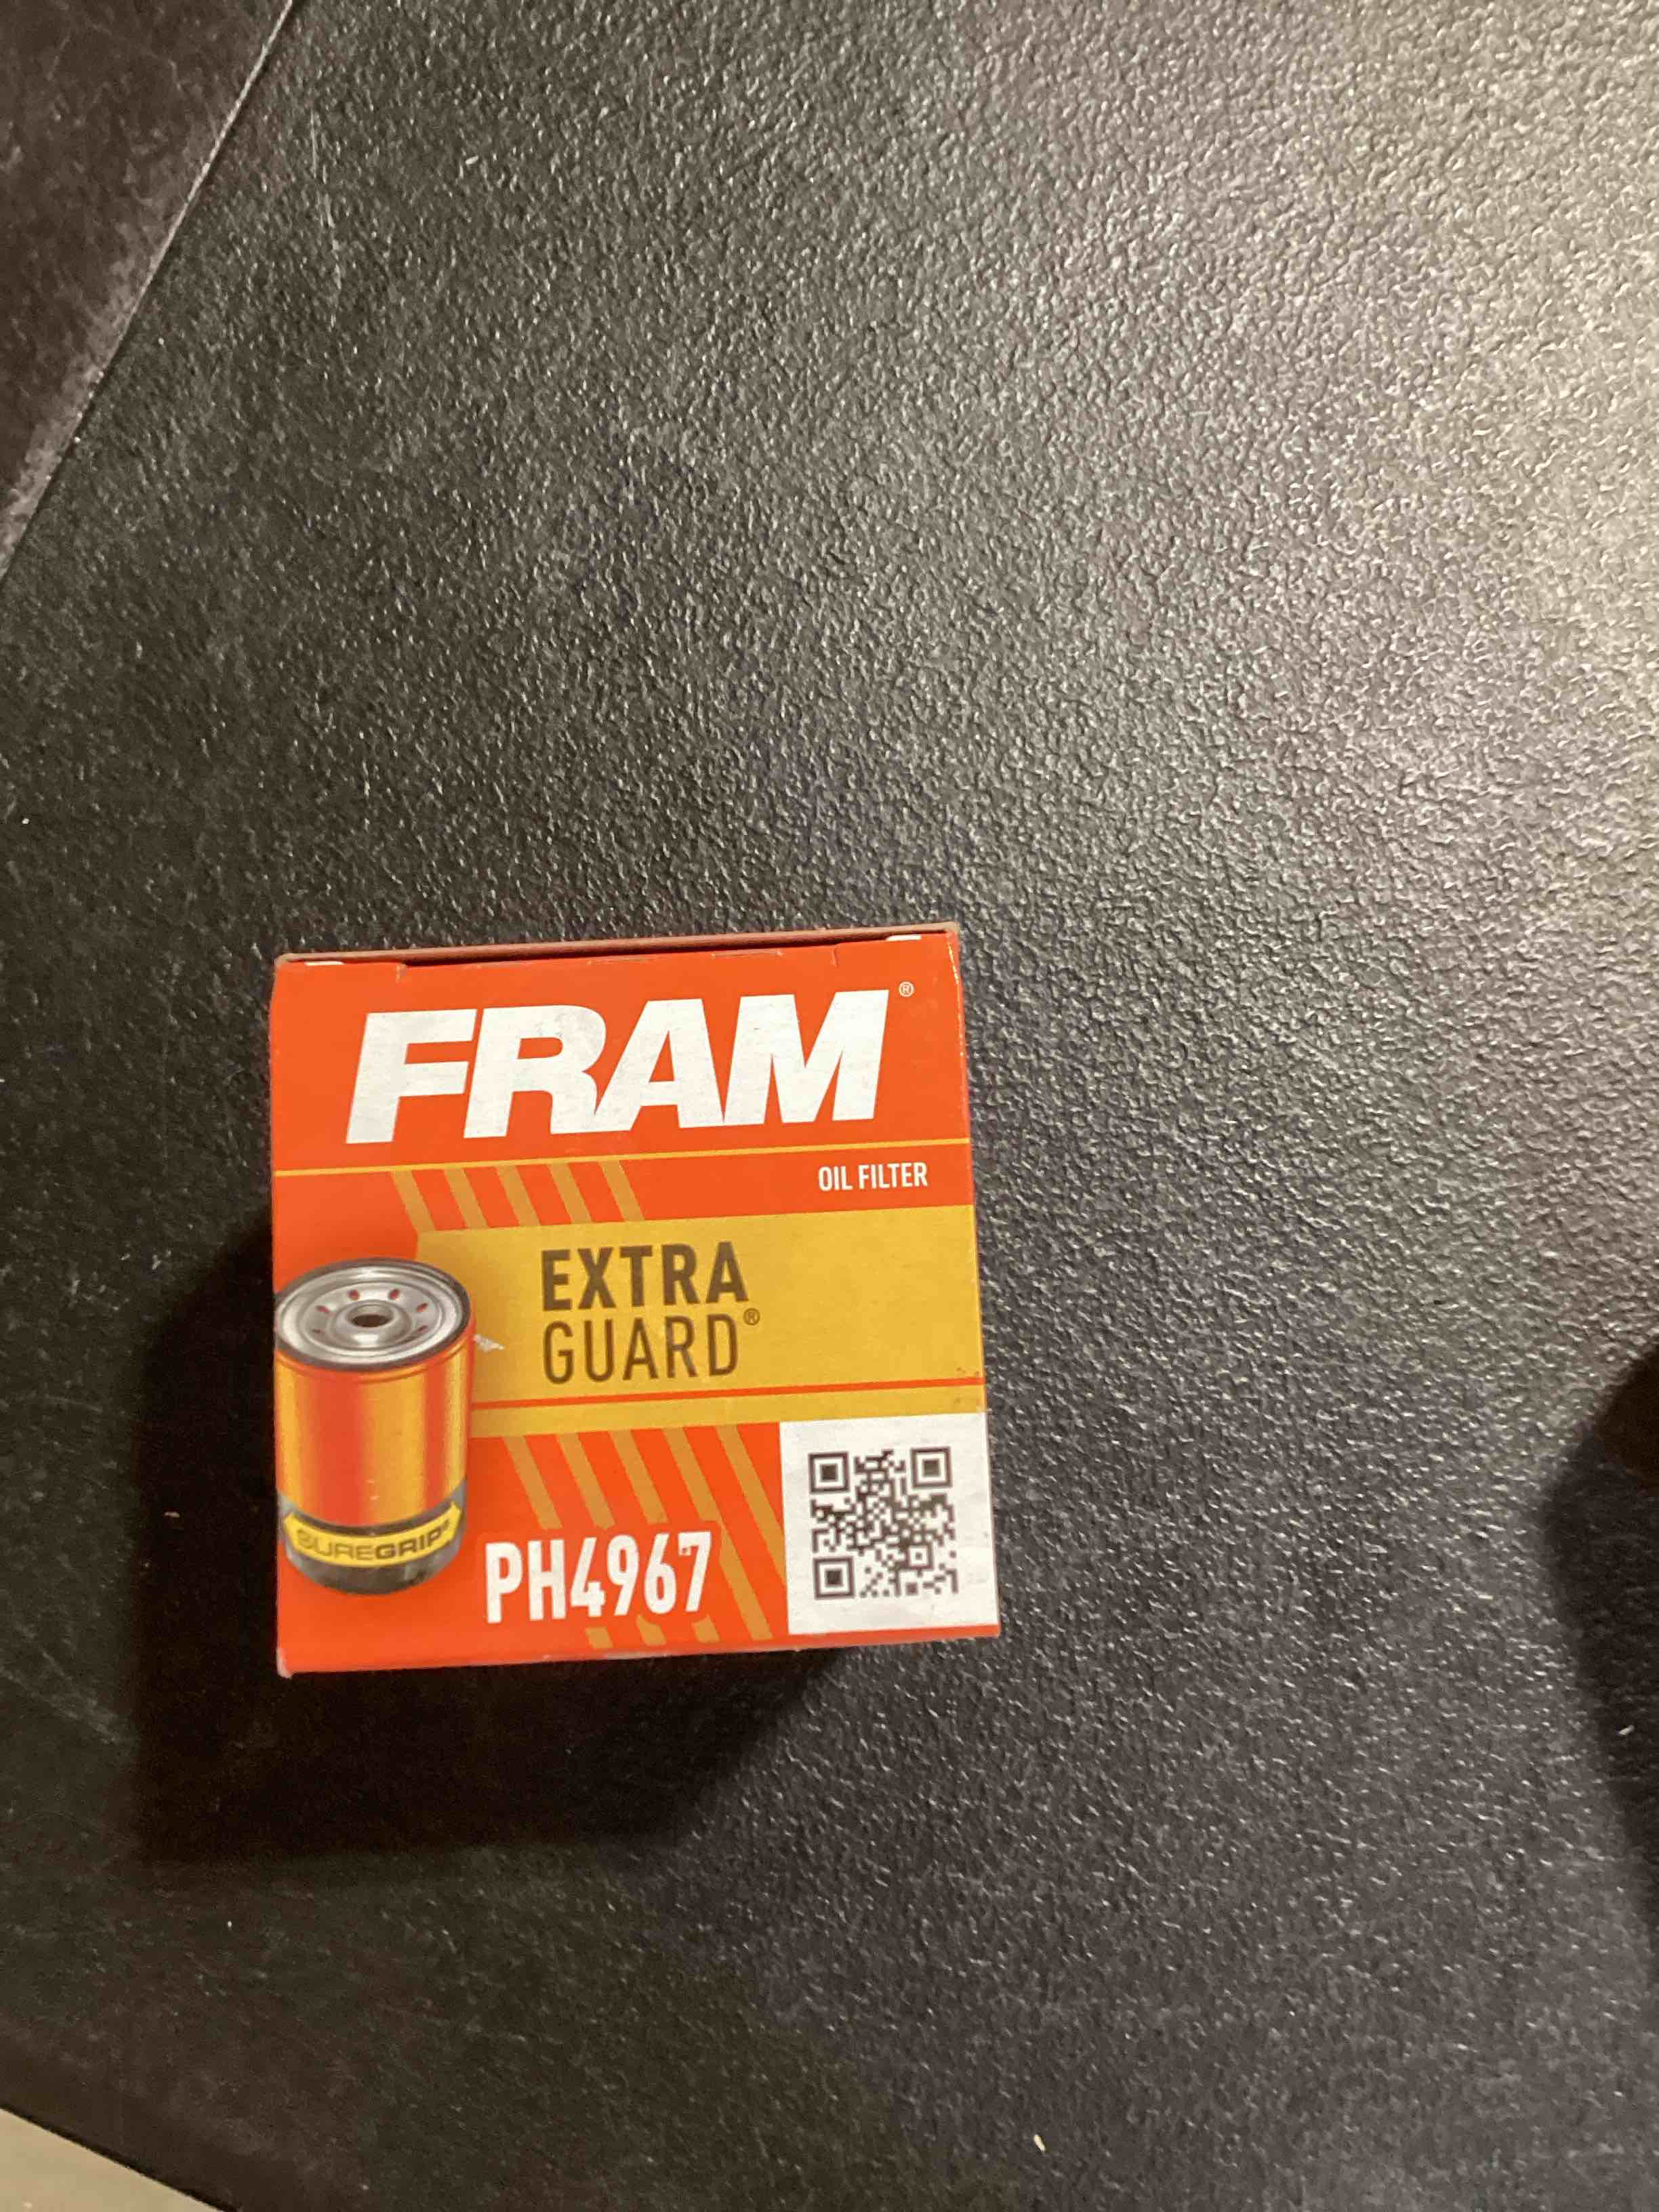 FRAM®
OIL FILTER
EXTRA
GUARD®
SUREGRIP®
PH4967